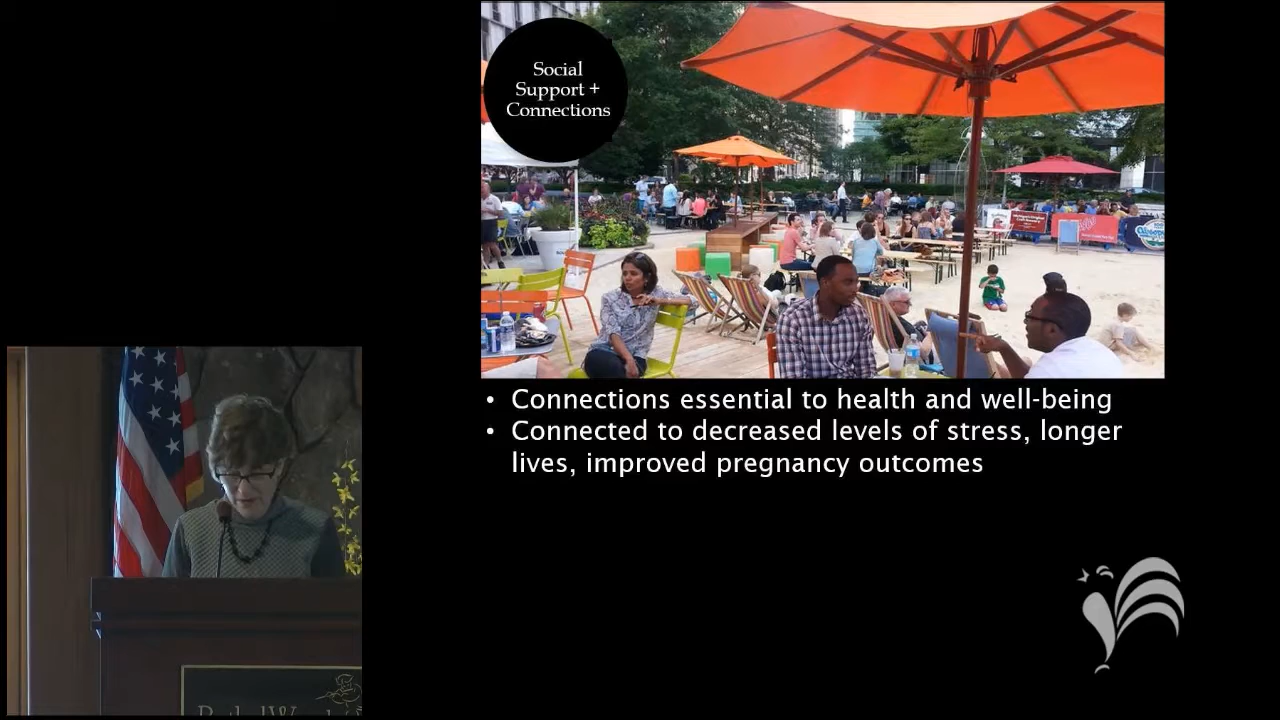 Social
Support +
Connections
• Connections essential to health and well-being
• Connected to decreased levels of stress, longer
lives, improved pregnancy outcomes